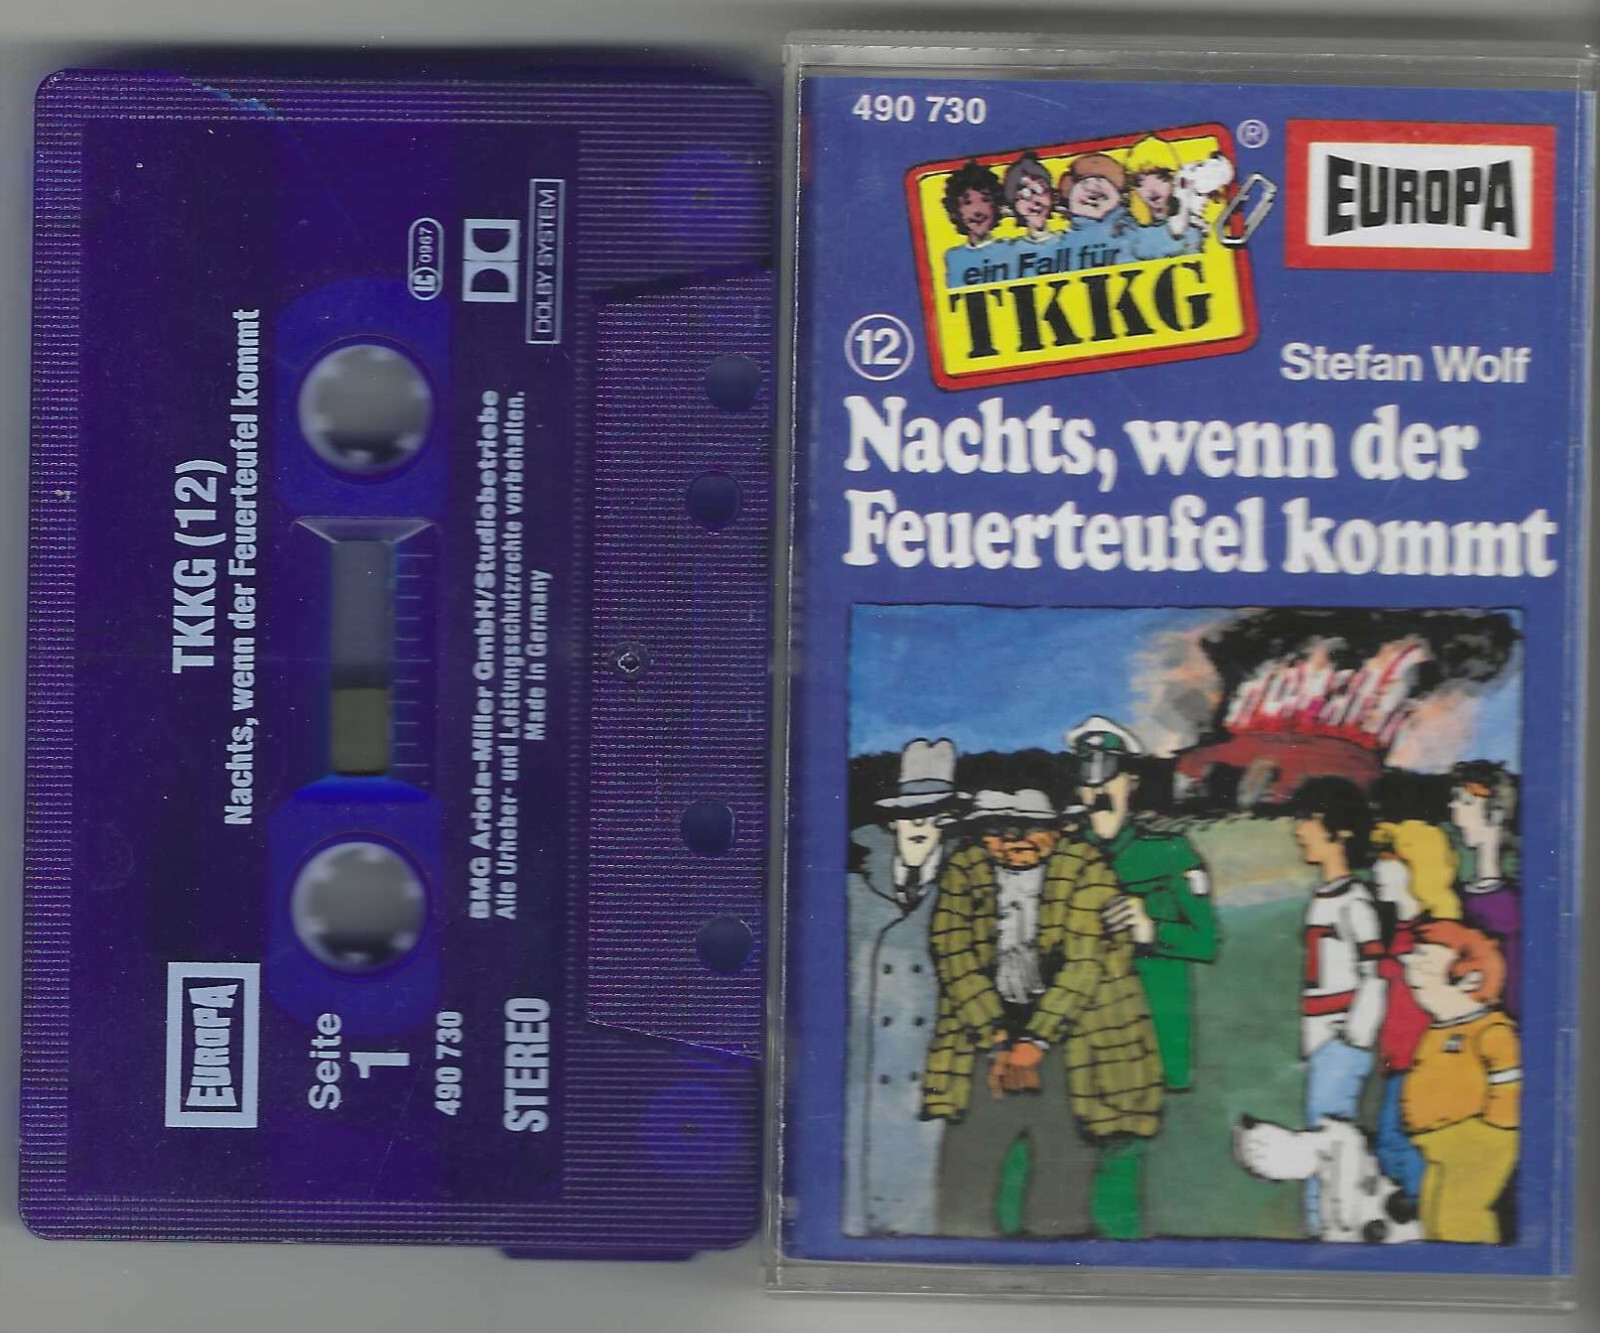 TKKG (12)
Nachts, wenn der Feuerteufel kommt
EUROPA
Seite
1
490 730
STEREO
BMG Ariola-Miller GmbH/Studiobetriebe
Alle Urheber- und Leistungsschutzrechte vorbehalten.
Made in Germany
LC 0967
DOLBY SYSTEM
490 730
ein Fall für
TKKG
®
EUROPA
12
Stefan Wolf
Nachts, wenn der
Feuerteufel kommt